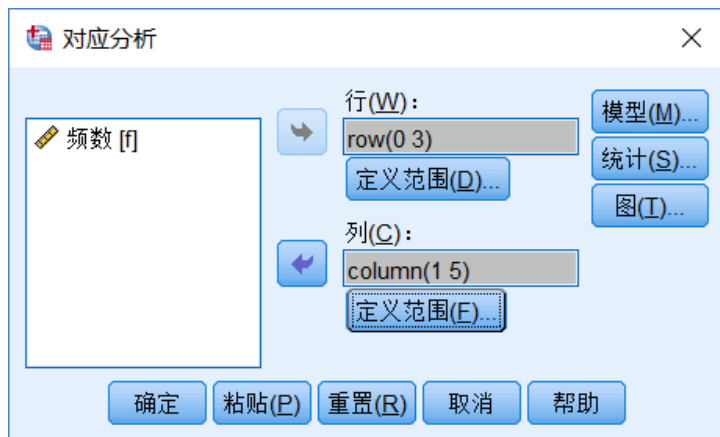 对应分析
频数 [f]
行(W)：
row(0 3)
定义范围(D)...
列(C)：
column(1 5)
定义范围(F)...
模型(M)...
统计(S)...
图(T)...
确定
粘贴(P)
重置(R)
取消
帮助